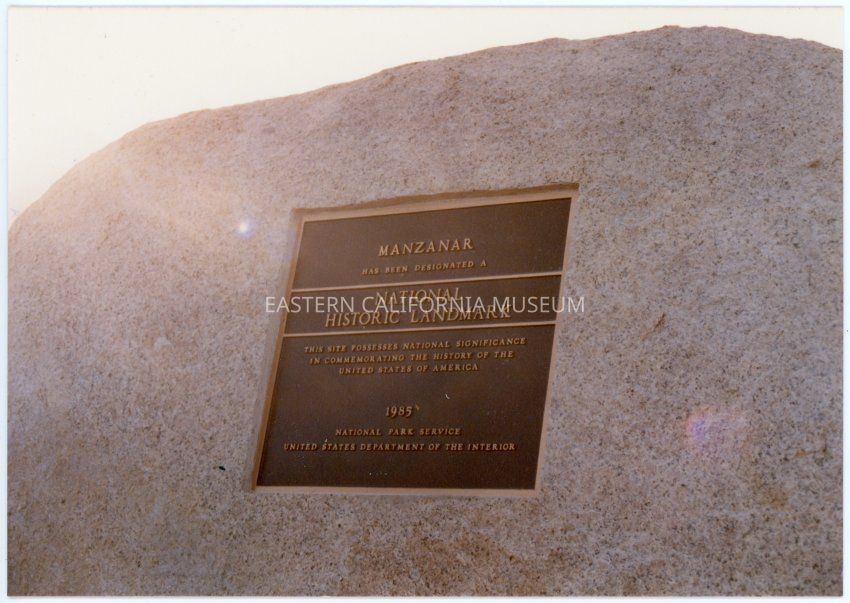 MANZANAR
HAS BEEN DESIGNATED A
NATIONAL
EASTERN CALIFORNIA MUSEUM
HISTORIC LANDMARK
THIS SITE POSSESSES NATIONAL SIGNIFICANCE
IN COMMEMORATING THE HISTORY OF THE
UNITED STATES OF AMERICA
1985
NATIONAL PARK SERVICE
UNITED STATES DEPARTMENT OF THE INTERIOR